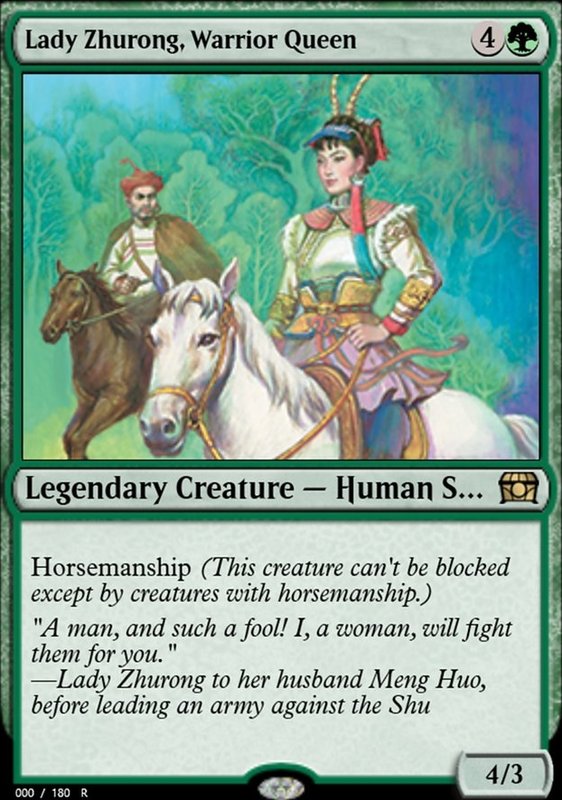 Lady Zhurong, Warrior Queen 4
Legendary Creature — Human S...
Horsemanship (This creature can't be blocked
except by creatures with horsemanship.)
"A man, and such a fool! I, a woman, will fight
them for you."
—Lady Zhurong to her husband Meng Huo,
before leading an army against the Shu
4/3
000 / 180 R